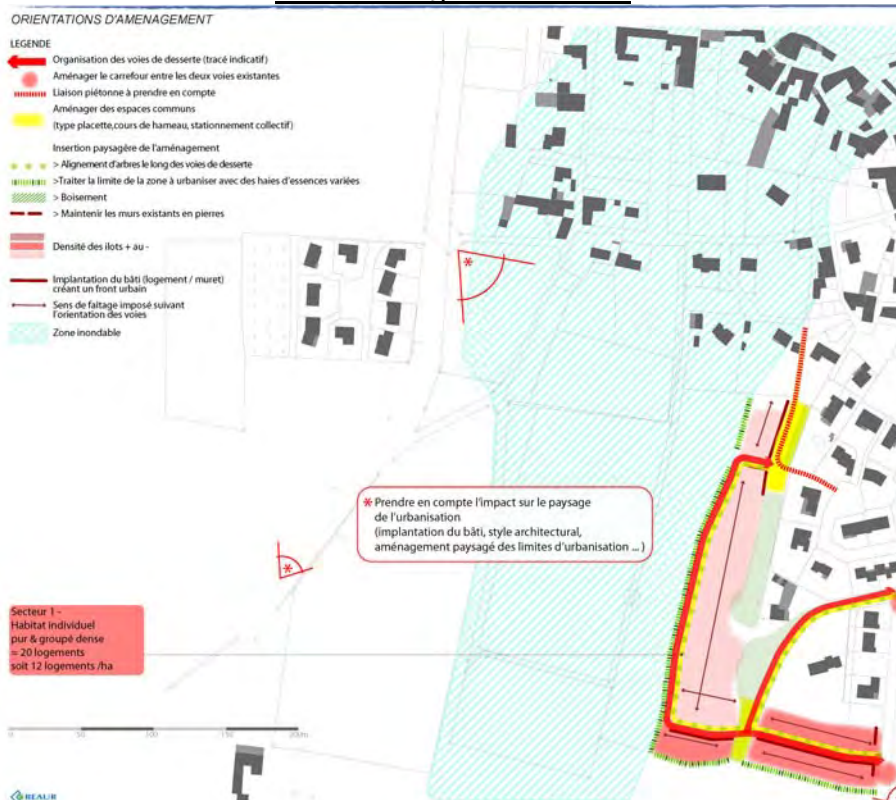 ORIENTATIONS D'AMENAGEMENT
LEGENDE
Organisation des voies de desserte (tracé indicatif)
Aménager le carrefour entre les deux voies existantes
Liaison piétonne à prendre en compte
Aménager des espaces communs
(type placette,cours de hameau, stationnement collectif)
Insertion paysagère de l'aménagement
> Alignement d'arbres le long des voies de desserte
>Traiter la limite de la zone à urbaniser avec des haies d'essences variées
> Boisement
> Maintenir les murs existants en pierres
Densité des ilots + au -
Implantation du bâti (logement / muret)
créant un front urbain
Sens de faîtage imposé suivant
l'orientation des voies
Zone inondable
*
* Prendre en compte l'impact sur le paysage
de l'urbanisation
(implantation du bâti, style architectural,
aménagement paysagé des limites d'urbanisation ... )
*
Secteur 1 -
Habitat individuel
pur & groupé dense
≈ 20 logements
soit 12 logements /ha
0 50 100 150
BEAUR